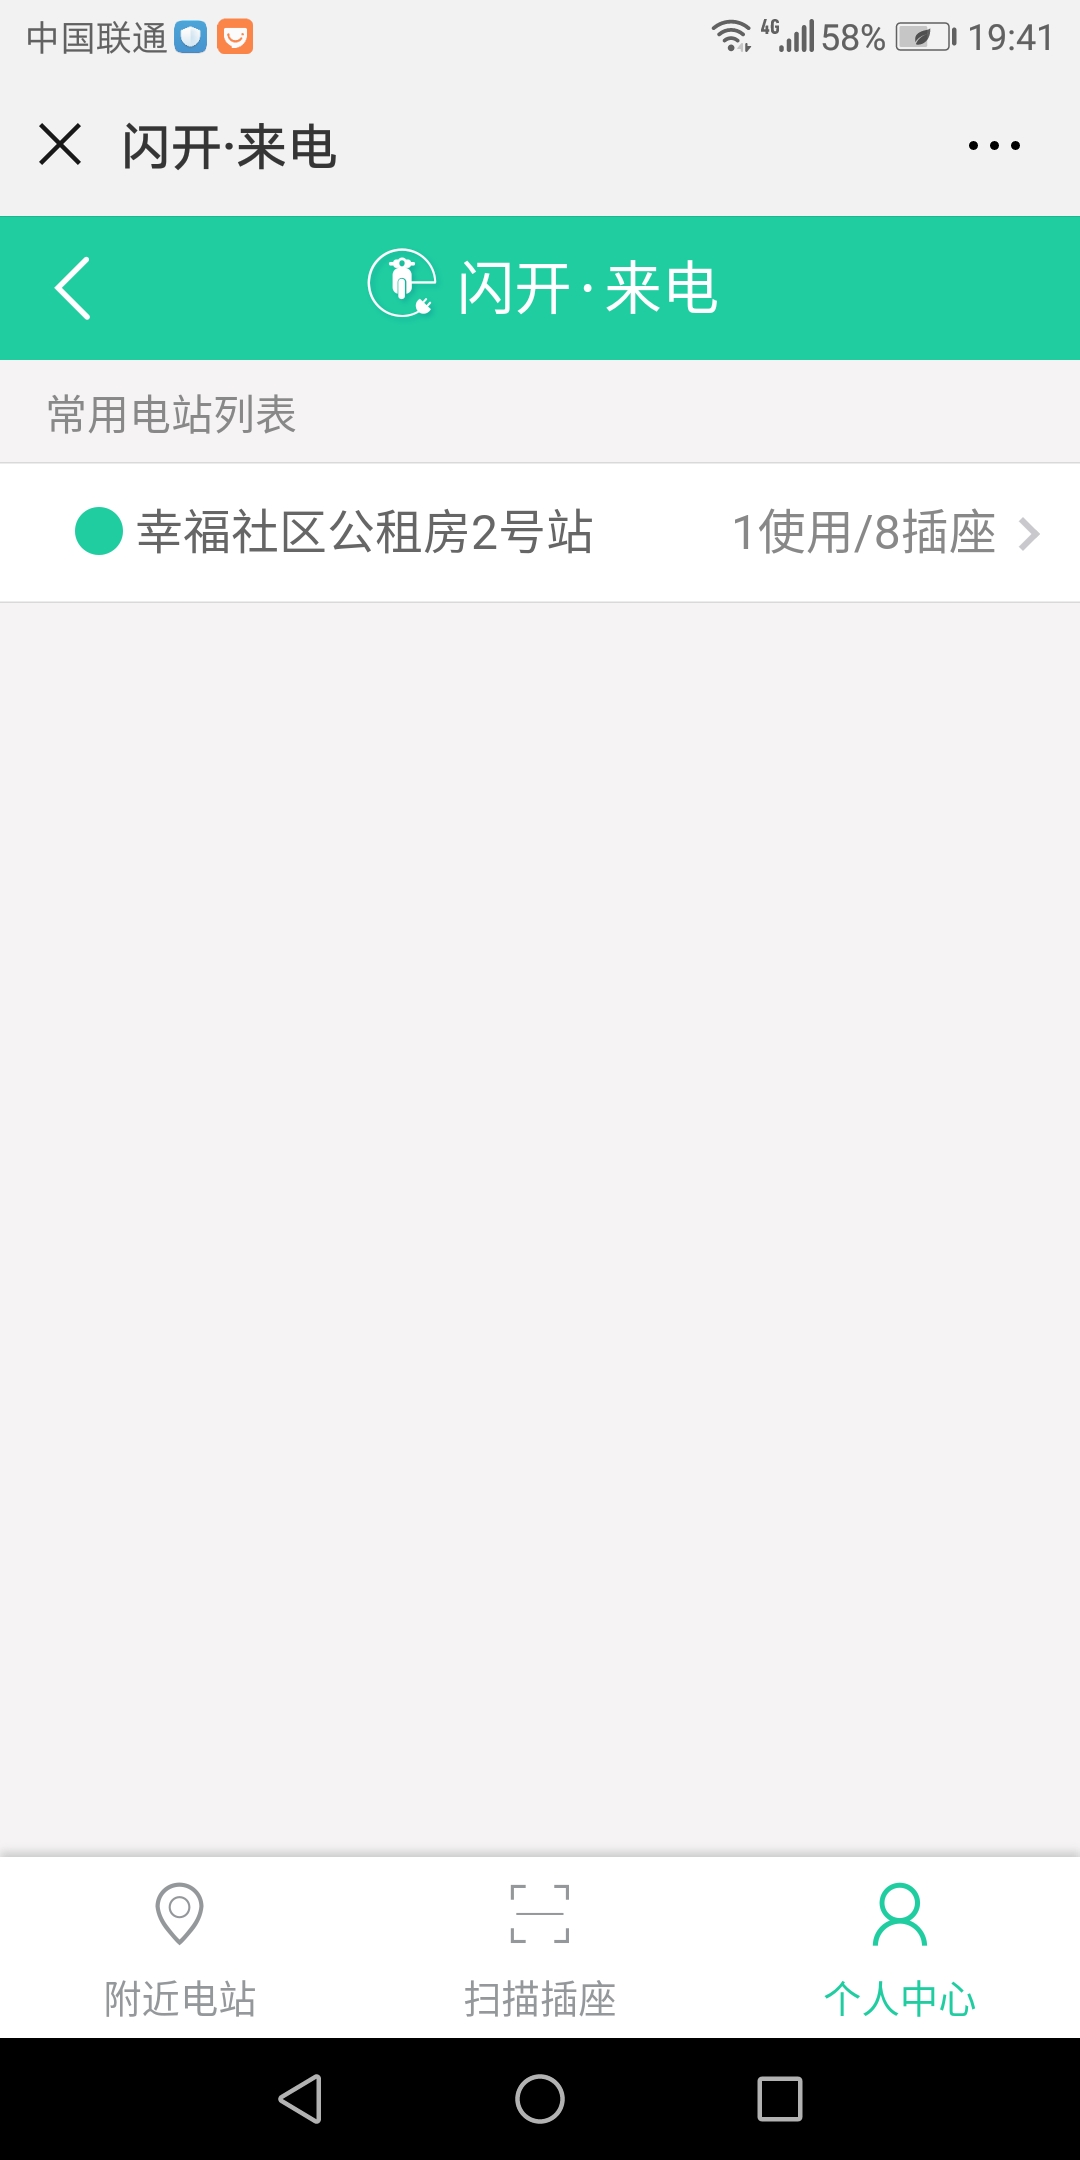 中国联通 4G 58% 19:41
闪开·来电
闪开·来电
常用电站列表
幸福社区公租房2号站 1使用/8插座
附近电站 扫描插座 个人中心